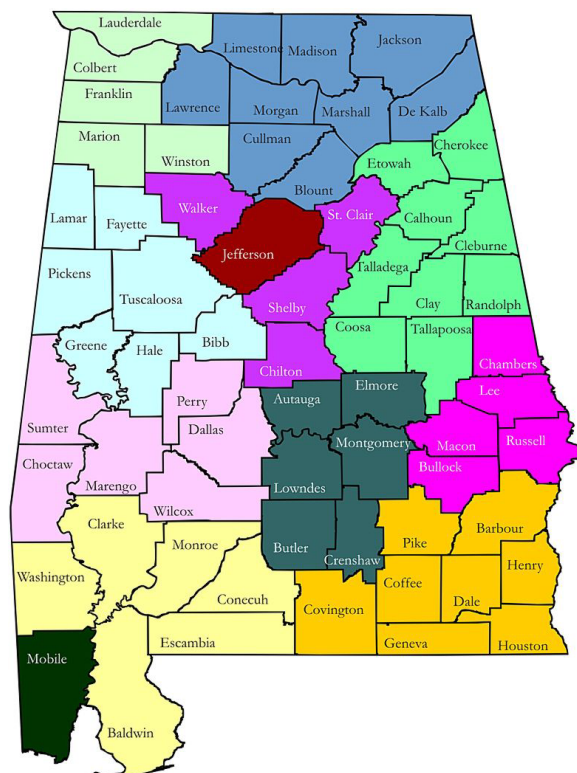 Lauderdale
Limestone
Madison
Jackson
Colbert
Franklin
Lawrence
Morgan
Marshall
De Kalb
Marion
Winston
Cullman
Cherokee
Etowah
Blount
Lamar
Fayette
Walker
St. Clair
Calhoun
Cleburne
Jefferson
Talladega
Pickens
Tuscaloosa
Shelby
Clay
Randolph
Greene
Hale
Bibb
Coosa
Tallapoosa
Chilton
Chambers
Sumter
Perry
Autauga
Elmore
Lee
Dallas
Montgomery
Macon
Russell
Choctaw
Marengo
Lowndes
Bullock
Wilcox
Clarke
Monroe
Butler
Crenshaw
Pike
Barbour
Washington
Conecuh
Covington
Coffee
Dale
Henry
Escambia
Geneva
Houston
Mobile
Baldwin